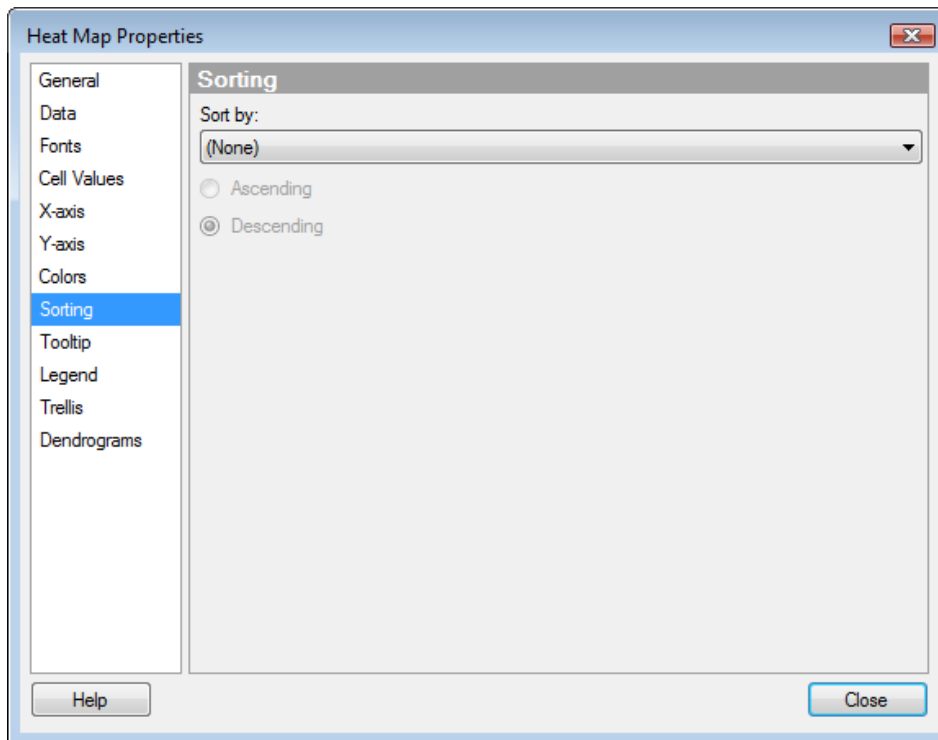 Heat Map Properties
General
Data
Fonts
Cell Values
X-axis
Y-axis
Colors
Sorting
Tooltip
Legend
Trellis
Dendrograms
Sorting
Sort by:
(None)
Ascending
Descending
Help
Close